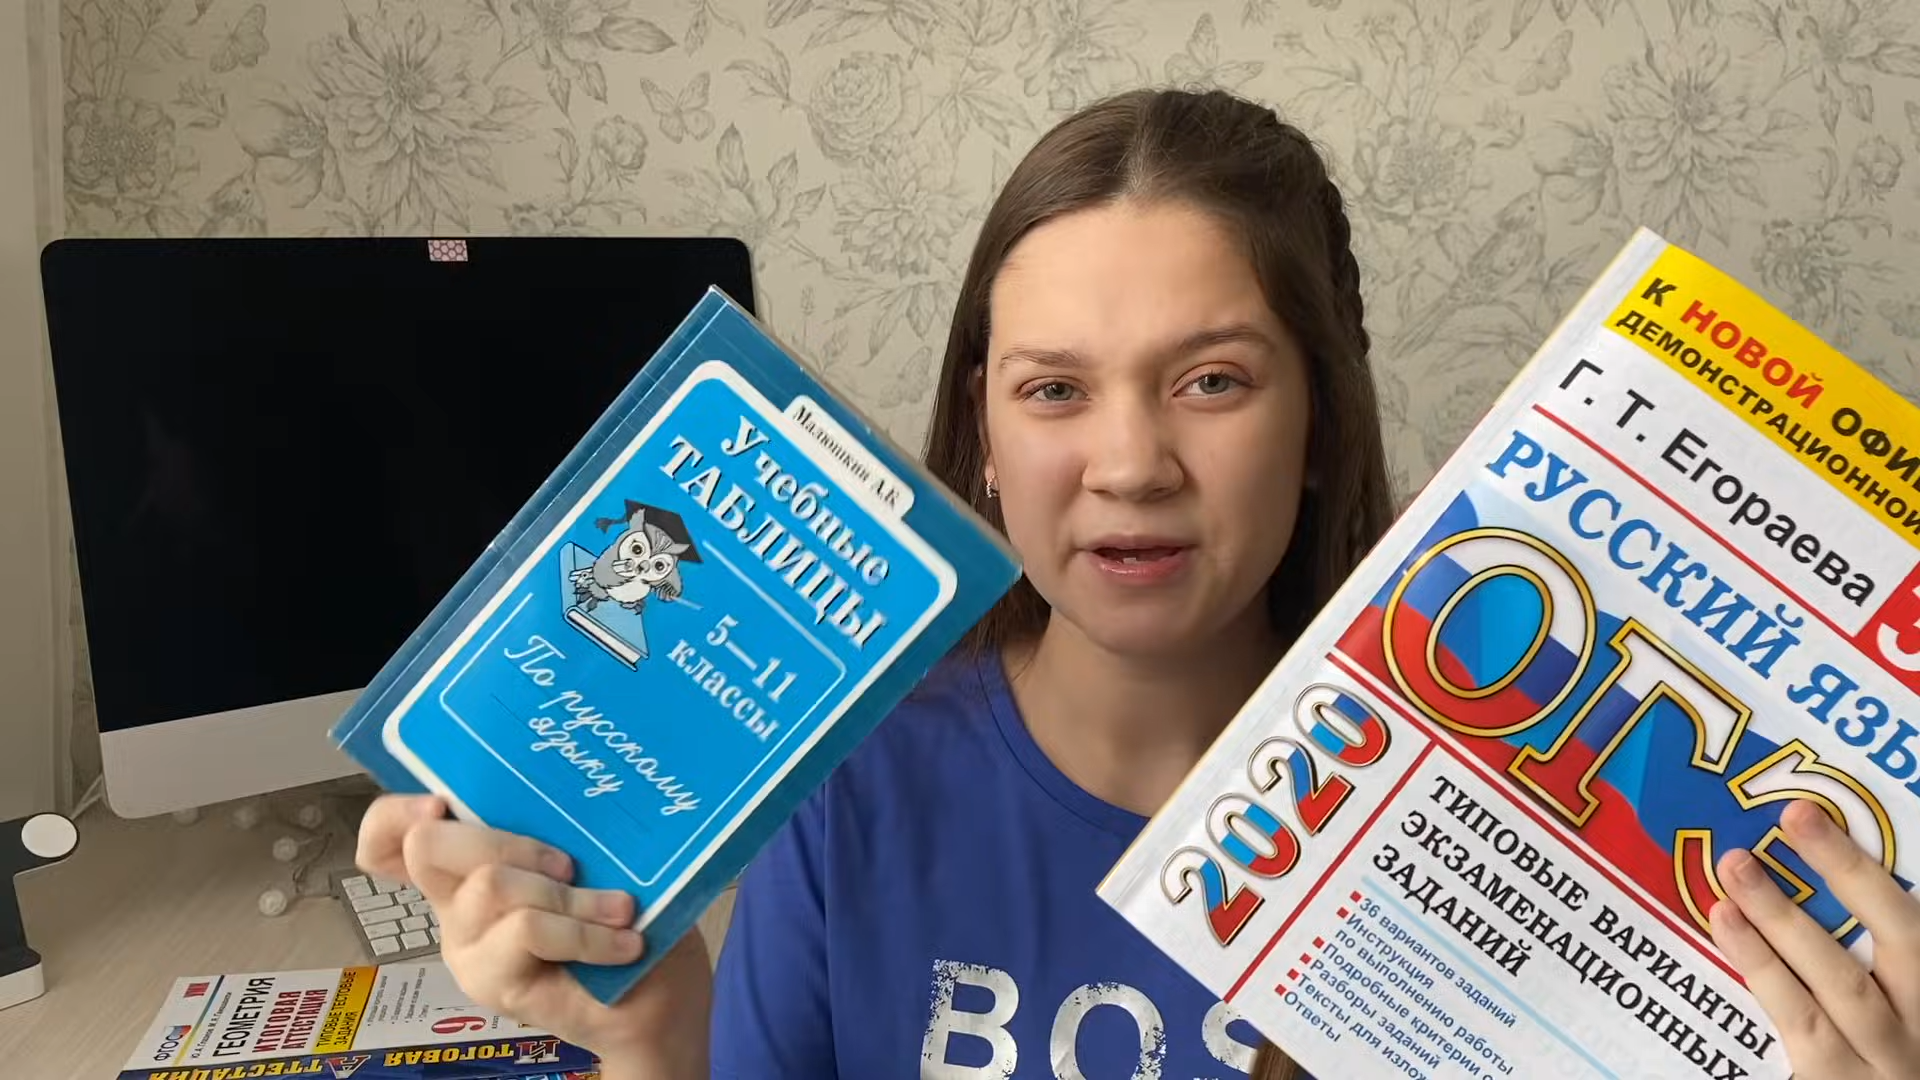 Малюшкин А.Б
Учебные
ТАБЛИЦЫ
5—11
классы
По русскому
языку
К НОВОЙ
ДЕМОНСТРАЦИОННОЙ
Г. Т. Егораева
РУССКИЙ ЯЗЫ
ОГЭ
2020
ТИПОВЫЕ ВАРИАНТЫ
ЭКЗАМЕНАЦИОННЫХ
ЗАДАНИЙ
36 вариантов заданий
Инструкция
по выполнению работы
Подробные критерии
Разборы заданий
Тексты для
Ответы
BOS
ФГОС
ГЕОМЕТРИЯ
ИТОГОВАЯ
АТТЕСТАЦИЯ
ТИПОВЫЕ ТЕСТОВЫЕ
ЗАДАНИЯ
9
ИТОГОВАЯ АТТЕСТАЦИЯ